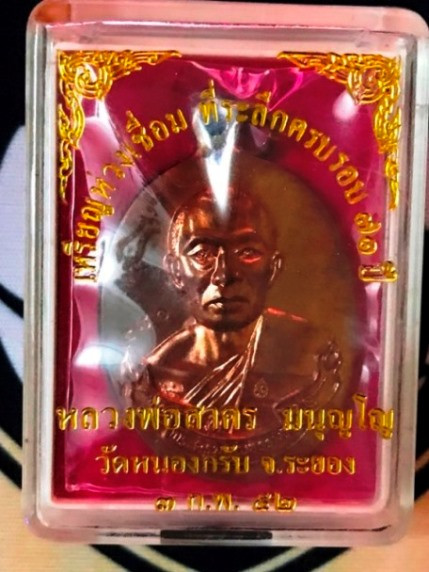 เหรียญห่วงเชื่อม ที่ระลึกครบรอบ ๗๑ ปี
หลวงพ่อสาคร มนุญโญ
วัดหนองกรับ จ.ระยอง
๓ ก.พ. ๕๒